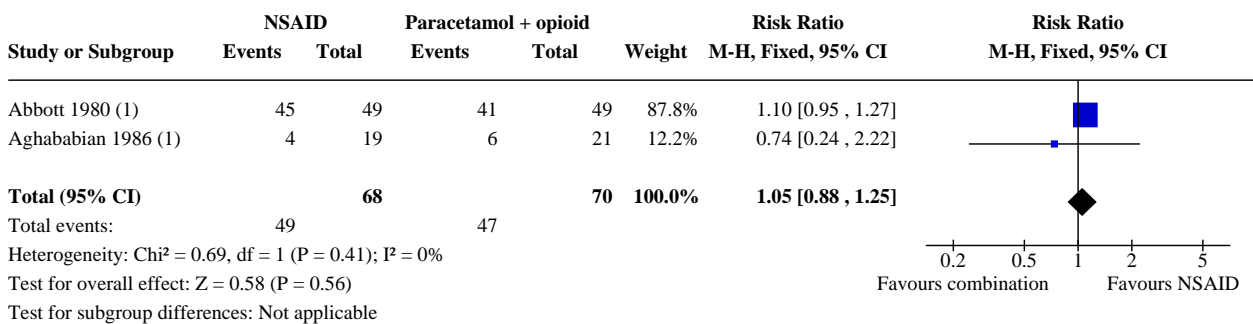 NSAID Paracetamol + opioid Risk Ratio Risk Ratio
Study or Subgroup Events Total Events Total Weight M-H, Fixed, 95% CI M-H, Fixed, 95% CI
Abbott 1980 (1) 45 49 41 49 87.8% 1.10 [0.95 , 1.27]
Aghababian 1986 (1) 4 19 6 21 12.2% 0.74 [0.24 , 2.22]
Total (95% CI) 68 70 100.0% 1.05 [0.88 , 1.25]
Total events: 49 47
Heterogeneity: Chi² = 0.69, df = 1 (P = 0.41); I² = 0%
0.2 0.5 1 2 5
Test for overall effect: Z = 0.58 (P = 0.56)
Favours combination Favours NSAID
Test for subgroup differences: Not applicable